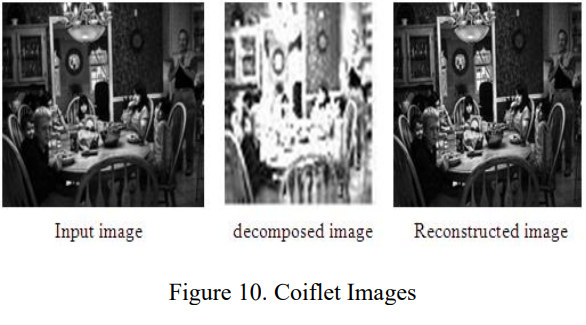 Input image
decomposed image
Reconstructed image
Figure 10. Coiflet Images